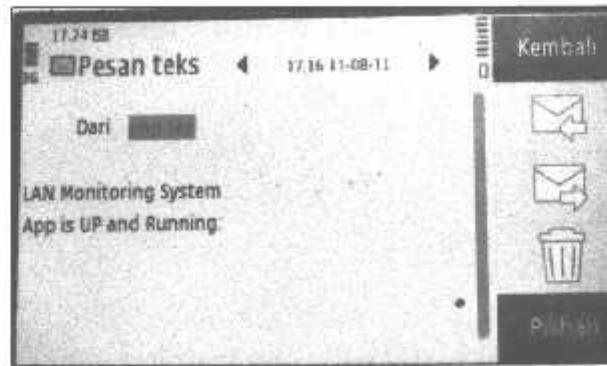 17.24
Pesan teks
17.16 11-08-11
Kembali
3G
Dari
LAN Monitoring System
App is UP and Running.
Pilihan